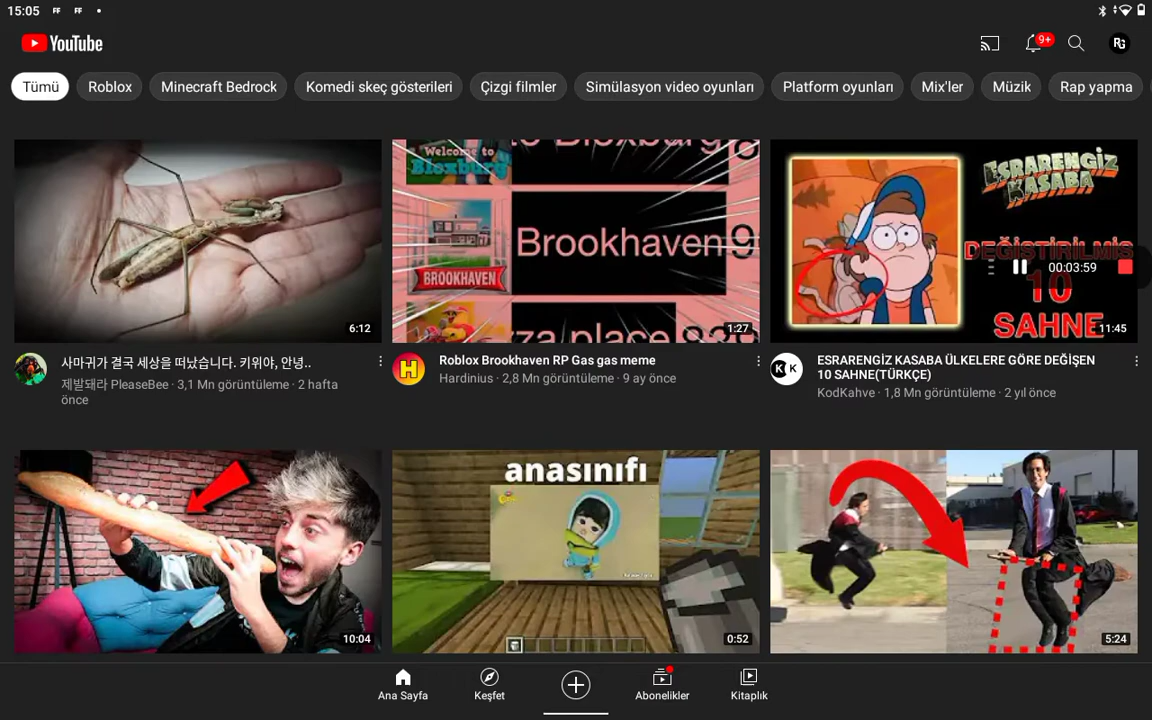 15:05
YouTube
9+
RG
Tümü
Roblox
Minecraft Bedrock
Komedi skeç gösterileri
Çizgi filmler
Simülasyon video oyunları
Platform oyunları
Mix'ler
Müzik
Rap yapma
6:12
Welcome to
Bloxburg
Brookhaven 9
BROOKHAVEN
1:27
ESRARENGİZ
KASABA
DEĞİŞTİRİLMİŞ
10
SAHNE
00:03:59
11:45
사마귀가 결국 세상을 떠났습니다. 키위야, 안녕..
제발돼라 PleaseBee · 3,1 Mn görüntüleme · 2 hafta
önce
H
Roblox Brookhaven RP Gas gas meme
Hardinius · 2,8 Mn görüntüleme · 9 ay önce
K K
ESRARENGİZ KASABA ÜLKELERE GÖRE DEĞİŞEN
10 SAHNE(TÜRKÇE)
KodKahve · 1,8 Mn görüntüleme · 2 yıl önce
10:04
anasınıfı
0:52
5:24
Ana Sayfa
Keşfet
Abonelikler
Kitaplık